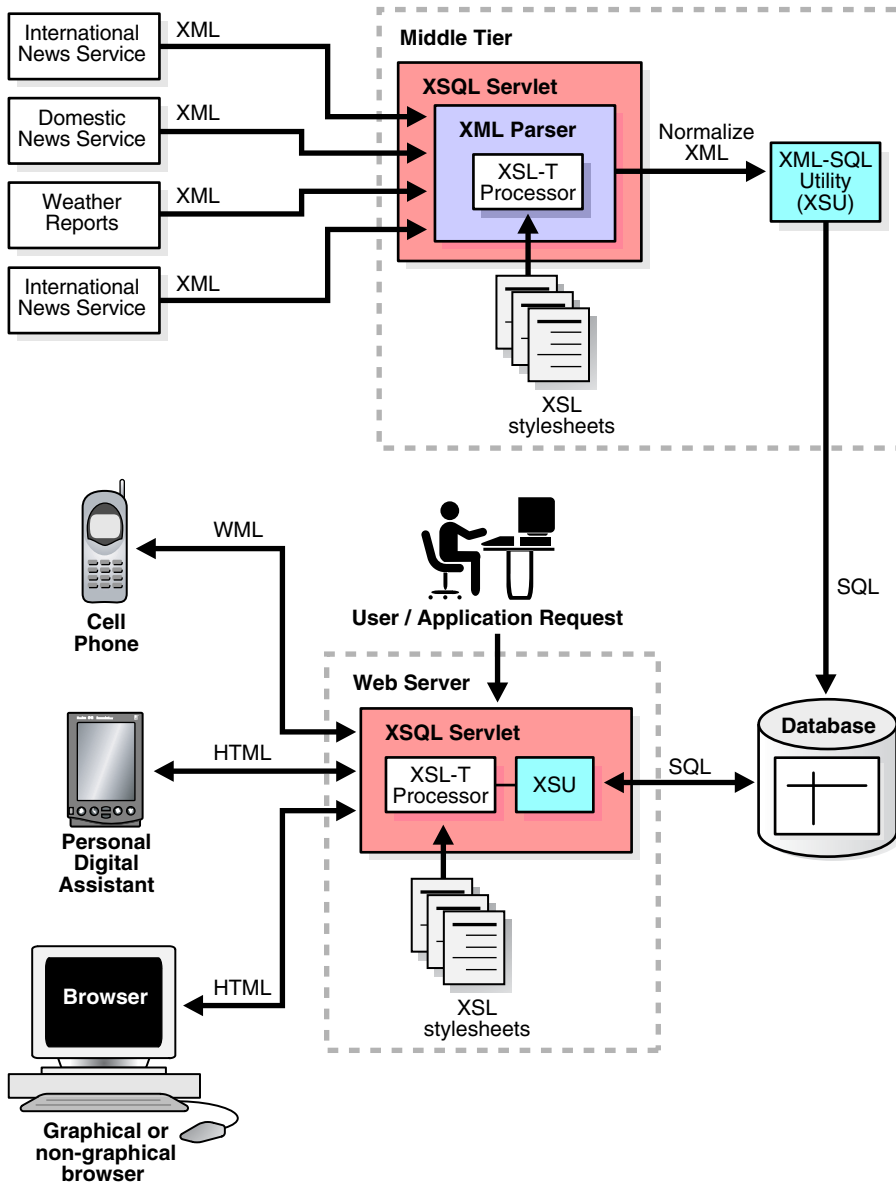 International
News Service
XML
Domestic
News Service
XML
Weather
Reports
XML
International
News Service
XML
Middle Tier
XSQL Servlet
XML Parser
XSL-T
Processor
Normalize
XML
XML-SQL
Utility
(XSU)
XSL
stylesheets
SQL
Cell
Phone
WML
User / Application Request
Web Server
XSQL Servlet
XSL-T
Processor
XSU
SQL
Database
Personal
Digital
Assistant
HTML
XSL
stylesheets
Browser
HTML
Graphical or
non-graphical
browser